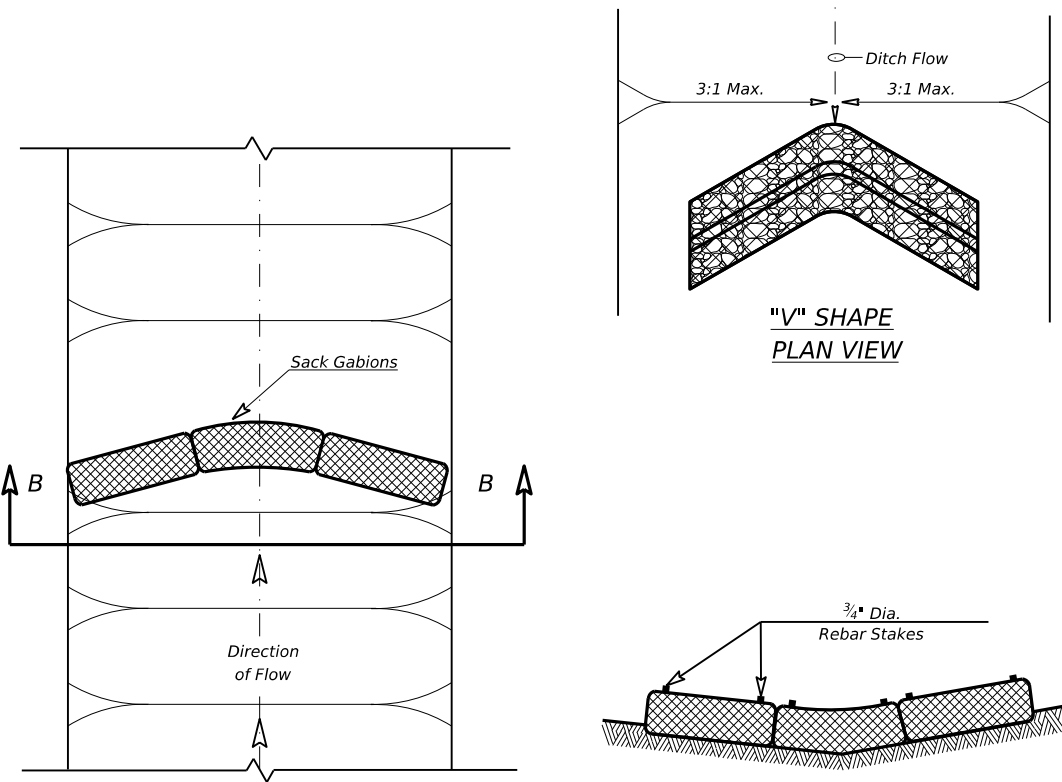 Ditch Flow
3:1 Max.
3:1 Max.
"V" SHAPE
PLAN VIEW
Sack Gabions
B
B
Direction
of Flow
¾" Dia.
Rebar Stakes